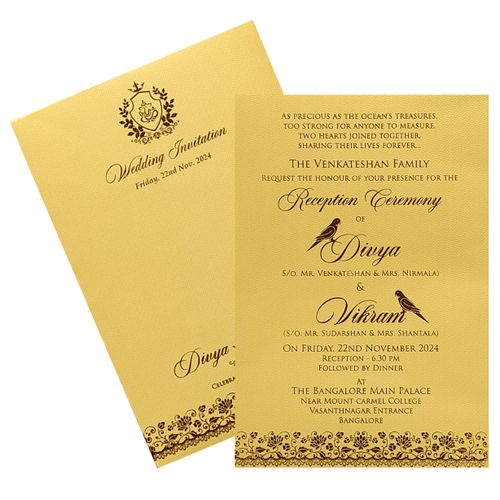 Wedding Invitation
Friday, 22nd Nov. 2024
Divya
CELEBRA
AS PRECIOUS AS THE OCEAN'S TREASURES,
TOO STRONG FOR ANYONE TO MEASURE,
TWO HEARTS JOINED TOGETHER,
SHARING THEIR LIVES FOREVER...
THE VENKATESHAN FAMILY
REQUEST THE HONOUR OF YOUR PRESENCE FOR THE
Reception Ceremony
OF
Divya
S/O. MR. VENKATESHAN & MRS. NIRMALA)
&
Vikram
(S/O. MR. SUDARSHAN & MRS. SHANTALA)
ON FRIDAY, 22ND NOVEMBER 2024
RECEPTION - 6.30 PM
FOLLOWED BY DINNER
AT
THE BANGALORE MAIN PALACE
NEAR MOUNT CARMEL COLLEGE
VASANTHNAGAR ENTRANCE
BANGALORE